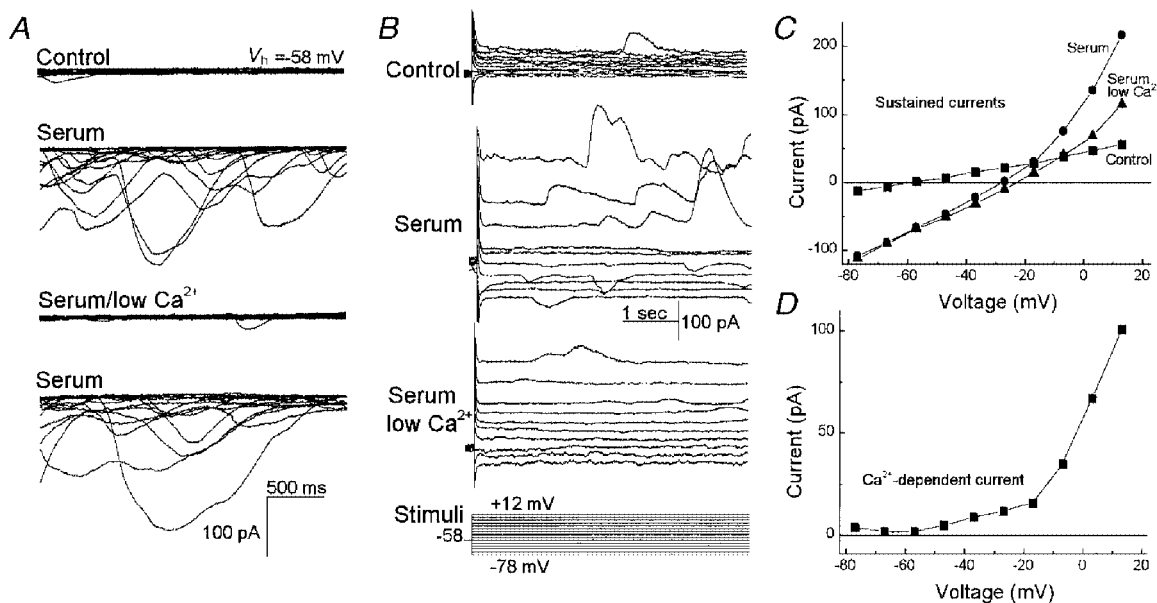 A
Control
Vh =-58 mV
Serum
Serum/low Ca2+
Serum
500 ms
100 pA
B
Control
Serum
1 sec
100 pA
Serum
low Ca2+
Stimuli
+12 mV
-58
-78 mV
C
200
100
0
-100
Current (pA)
Serum
Serum
low Ca2
Sustained currents
Control
-80
-60
-40
-20
0
20
Voltage (mV)
D
100
50
0
Current (pA)
Ca2+-dependent current
-80
-60
-40
-20
0
20
Voltage (mV)